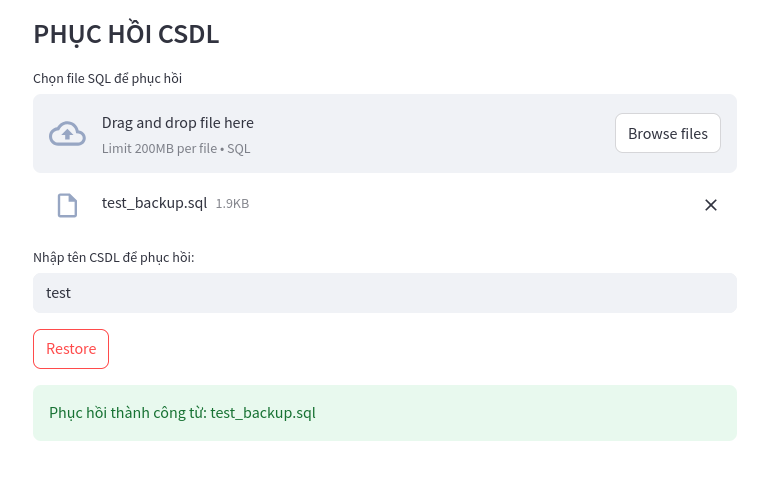 PHỤC HỒI CSDL
Chọn file SQL để phục hồi
Drag and drop file here
Limit 200MB per file • SQL
Browse files
test_backup.sql 1.9KB
Nhập tên CSDL để phục hồi:
test
Restore
Phục hồi thành công từ: test_backup.sql